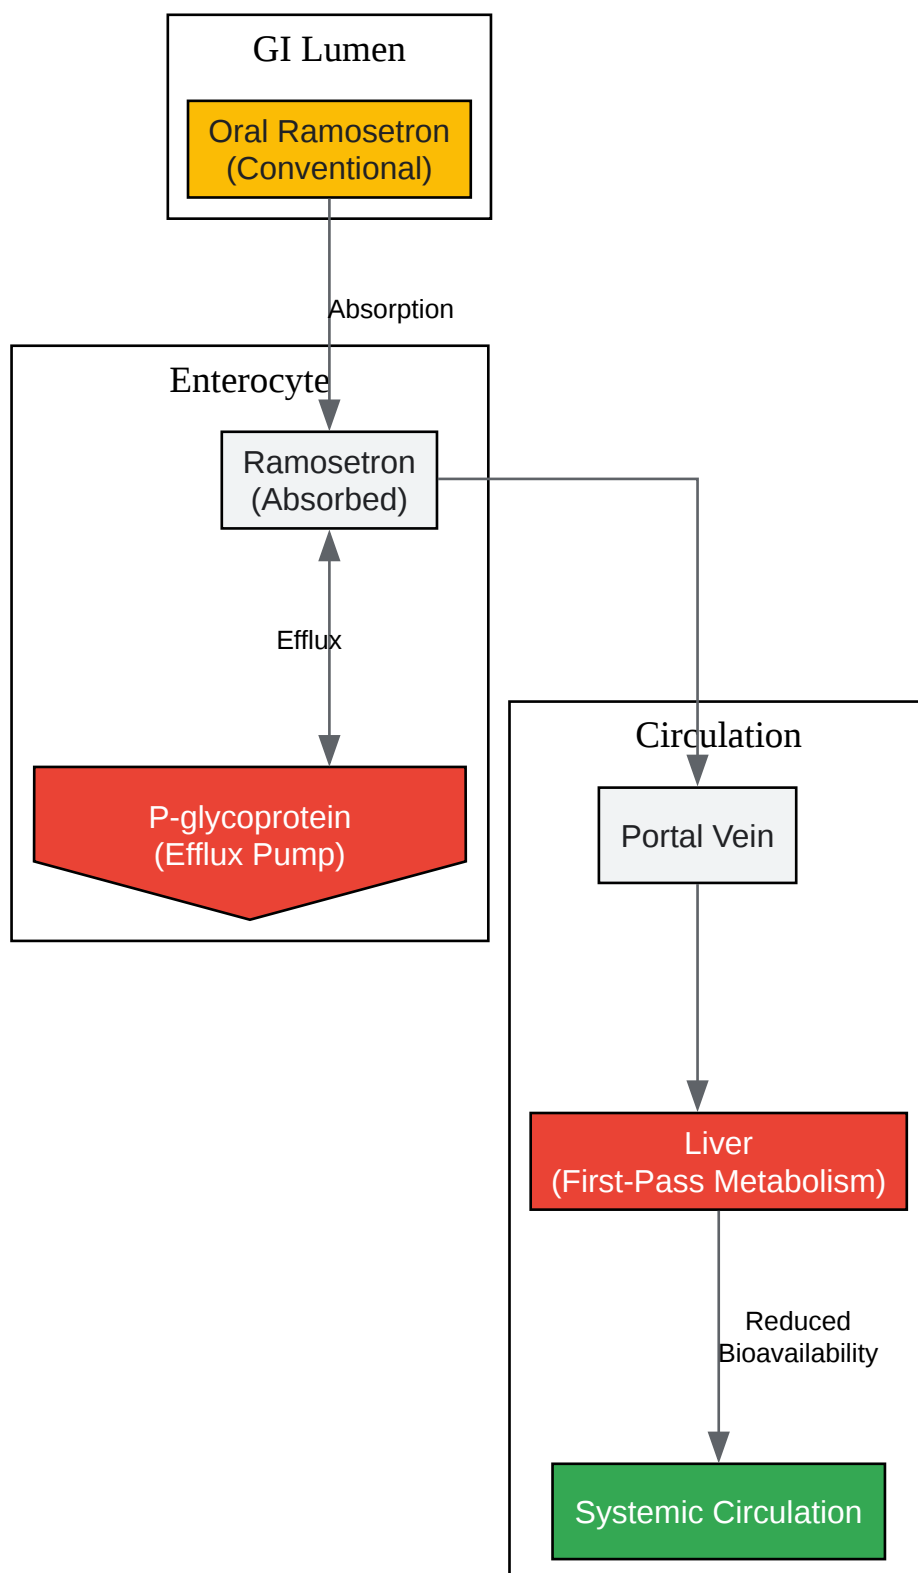 GI Lumen
Oral Ramosetron
(Conventional)
Absorption
Enterocyte
Ramosetron
(Absorbed)
Efflux
P-glycoprotein
(Efflux Pump)
Circulation
Portal Vein
Liver
(First-Pass Metabolism)
Reduced
Bioavailability
Systemic Circulation